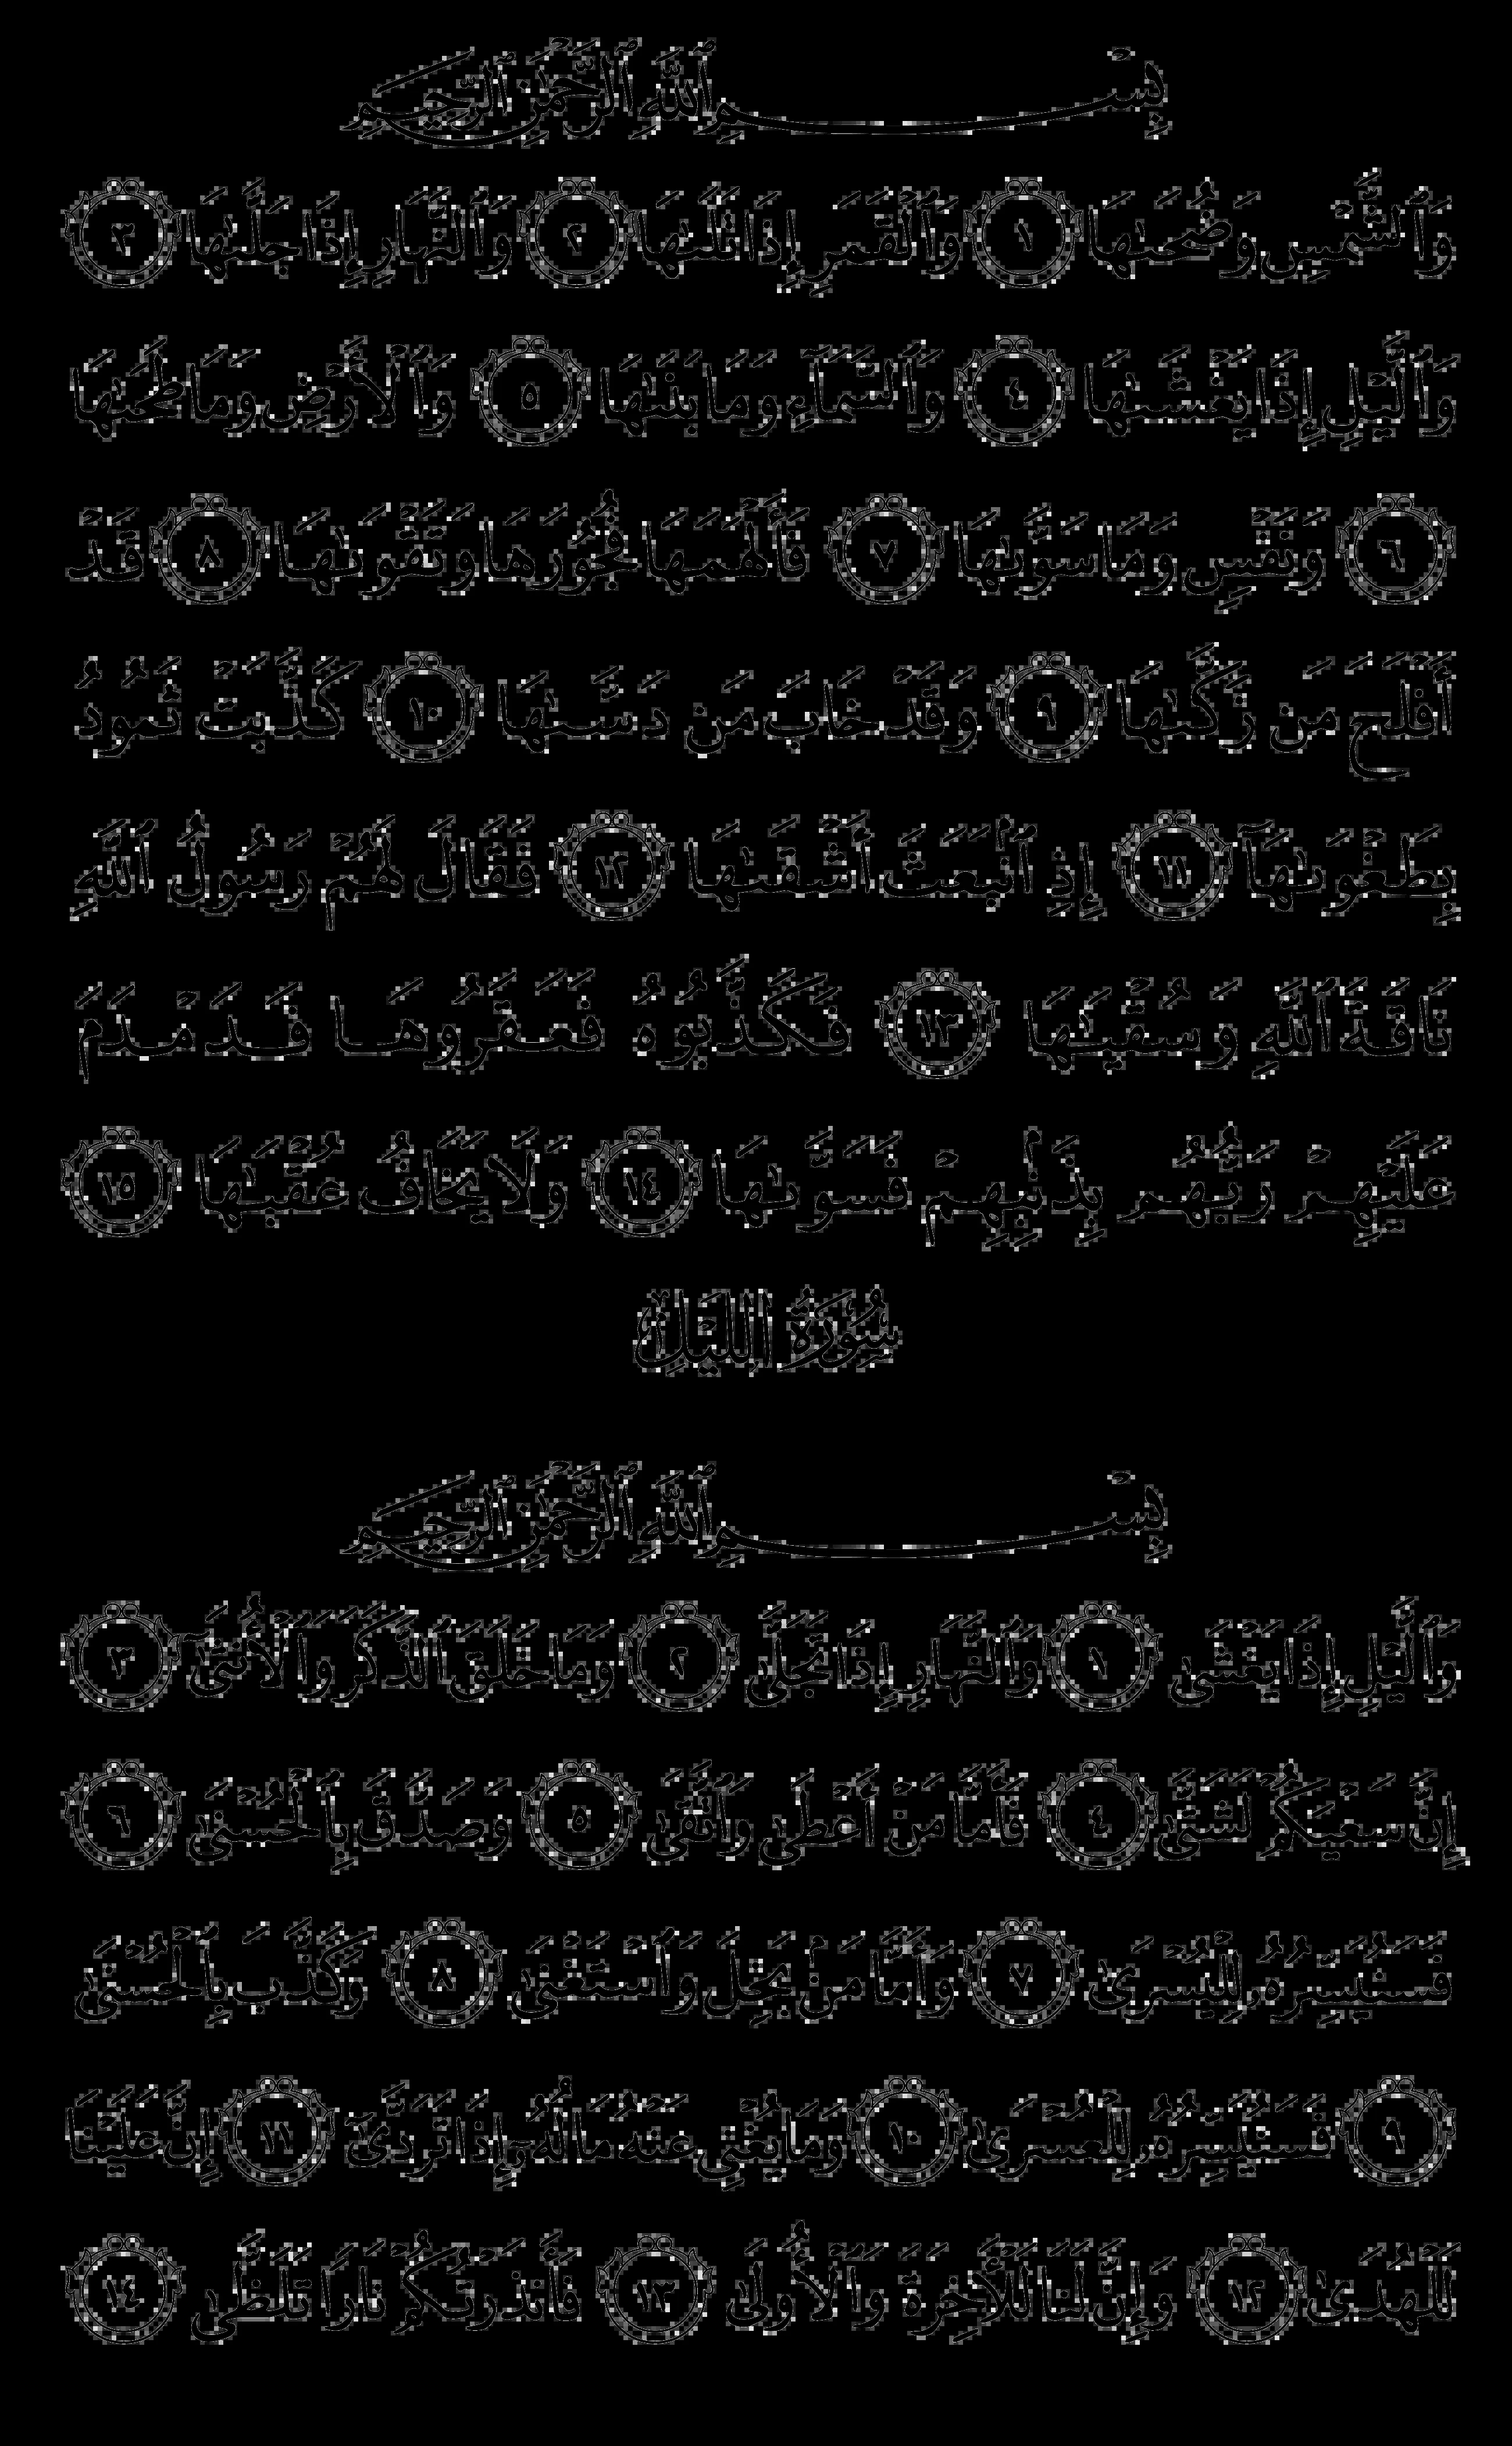 بِسْمِ ٱللَّهِ ٱلرَّحْمَٰنِ ٱلرَّحِيمِ
وَٱلشَّمْسِ وَضُحَىٰهَا ١ وَٱلْقَمَرِ إِذَا تَلَىٰهَا ٢ وَٱلنَّهَارِ إِذَا جَلَّىٰهَا ٣
وَٱلَّيْلِ إِذَا يَغْشَىٰهَا ٤ وَٱلسَّمَآءِ وَمَا بَنَىٰهَا ٥ وَٱلْأَرْضِ وَمَا طَحَىٰهَا
٦ وَنَفْسٍ وَمَا سَوَّىٰهَا ٧ فَأَلْهَمَهَا فُجُورَهَا وَتَقْوَىٰهَا ٨ قَدْ
أَفْلَحَ مَن زَكَّىٰهَا ٩ وَقَدْ خَابَ مَن دَسَّىٰهَا ١٠ كَذَّبَتْ ثَمُودُ
بِطَغْوَىٰهَآ ١١ إِذِ ٱنۢبَعَثَ أَشْقَىٰهَا ١٢ فَقَالَ لَهُمْ رَسُولُ ٱللَّهِ
نَاقَةَ ٱللَّهِ وَسُقْيَٰهَا ١٣ فَكَذَّبُوهُ فَعَقَرُوهَا فَدَمْدَمَ
عَلَيْهِمْ رَبُّهُم بِذَنۢبِهِمْ فَسَوَّىٰهَا ١٤ وَلَا يَخَافُ عُقْبَٰهَا ١٥
سُورَةُ اللَّيْلِ
بِسْمِ ٱللَّهِ ٱلرَّحْمَٰنِ ٱلرَّحِيمِ
وَٱلَّيْلِ إِذَا يَغْشَىٰ ١ وَٱلنَّهَارِ إِذَا تَجَلَّىٰ ٢ وَمَا خَلَقَ ٱلذَّكَرَ وَٱلْأُنثَىٰٓ ٣
إِنَّ سَعْيَكُمْ لَشَتَّىٰ ٤ فَأَمَّا مَنْ أَعْطَىٰ وَٱتَّقَىٰ ٥ وَصَدَّقَ بِٱلْحُسْنَىٰ ٦
فَسَنُيَسِّرُهُۥ لِلْيُسْرَىٰ ٧ وَأَمَّا مَنۢ بَخِلَ وَٱسْتَغْنَىٰ ٨ وَكَذَّبَ بِٱلْحُسْنَىٰ
٩ فَسَنُيَسِّرُهُۥ لِلْعُسْرَىٰ ١٠ وَمَا يُغْنِى عَنْهُ مَالُهُۥٓ إِذَا تَرَدَّىٰٓ ١١ إِنَّ عَلَيْنَا
لَلْهُدَىٰ ١٢ وَإِنَّ لَنَا لَلْءَاخِرَةَ وَٱلْأُولَىٰ ١٣ فَأَنذَرْتُكُمْ نَارًا تَلَظَّىٰ ١٤